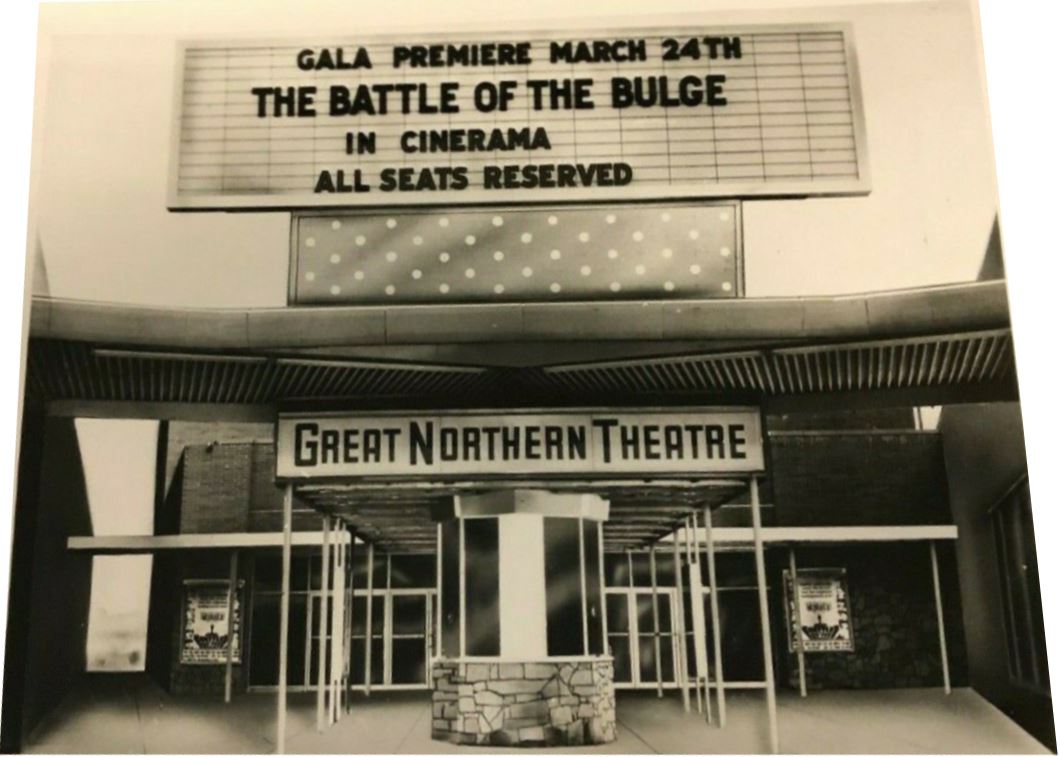 GALA PREMIERE MARCH 24TH
THE BATTLE OF THE BULGE
IN CINERAMA
ALL SEATS RESERVED
GREAT NORTHERN THEATRE